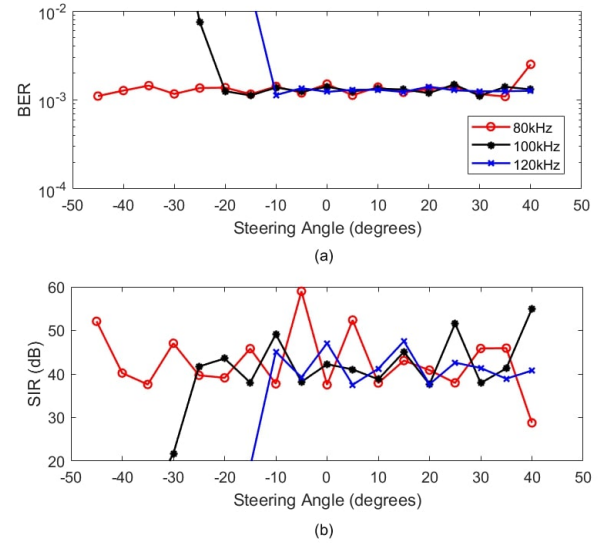 10^-2
10^-3
10^-4
BER
80kHz
100kHz
120kHz
-50 -40 -30 -20 -10 0 10 20 30 40 50
Steering Angle (degrees)
(a)
60
50
40
30
20
SIR (dB)
-50 -40 -30 -20 -10 0 10 20 30 40 50
Steering Angle (degrees)
(b)